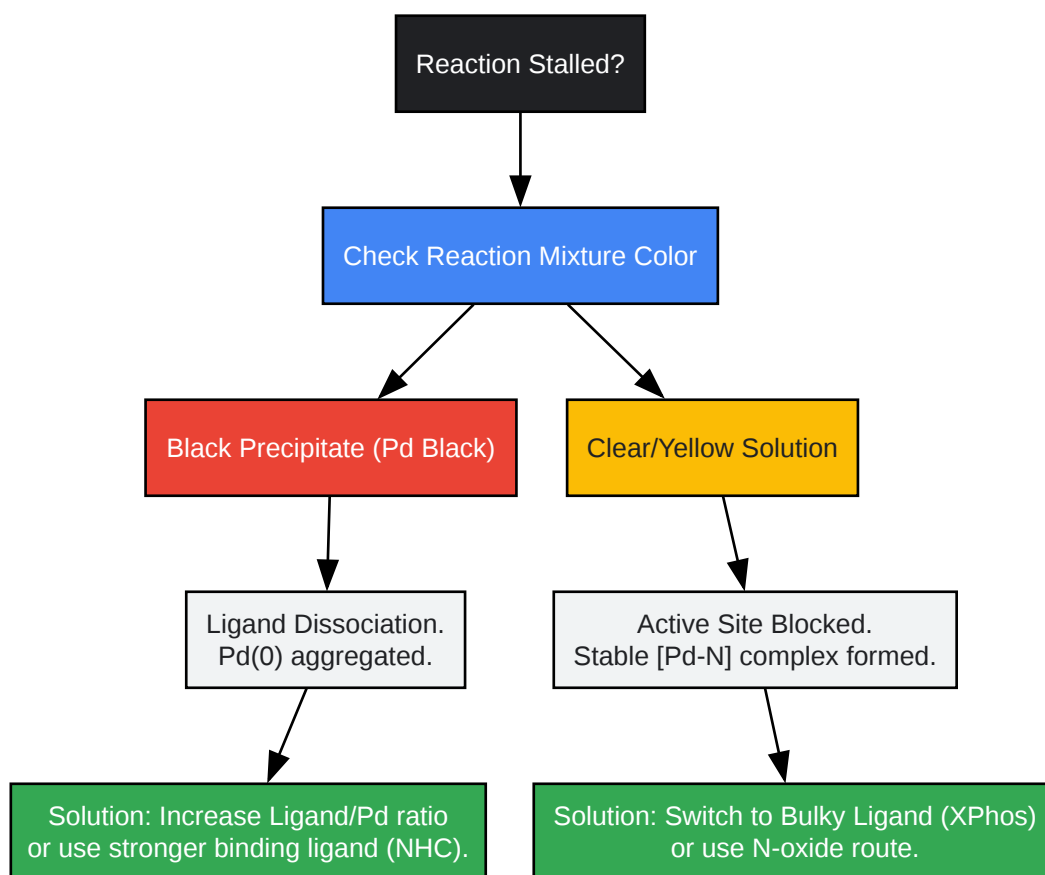 Reaction Stalled?
Check Reaction Mixture Color
Black Precipitate (Pd Black)
Clear/Yellow Solution
Ligand Dissociation.
Pd(0) aggregated.
Active Site Blocked.
Stable [Pd-N] complex formed.
Solution: Increase Ligand/Pd ratio
or use stronger binding ligand (NHC).
Solution: Switch to Bulky Ligand (XPhos)
or use N-oxide route.